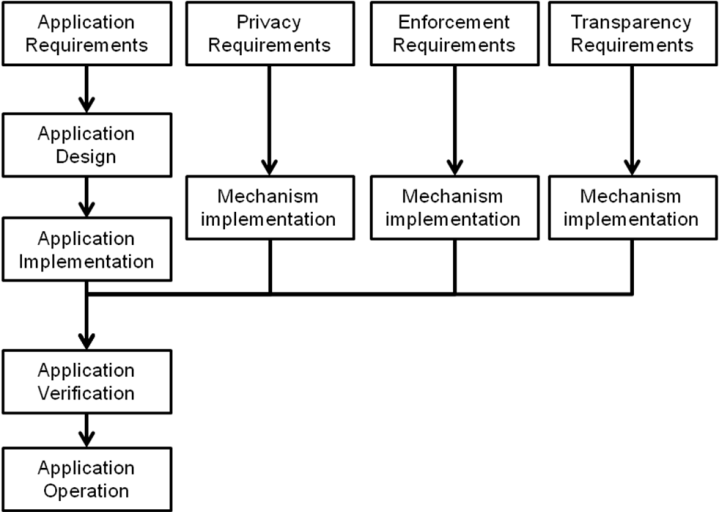 Application
Requirements
Privacy
Requirements
Enforcement
Requirements
Transparency
Requirements
Application
Design
Mechanism
implementation
Mechanism
implementation
Mechanism
implementation
Application
Implementation
Application
Verification
Application
Operation